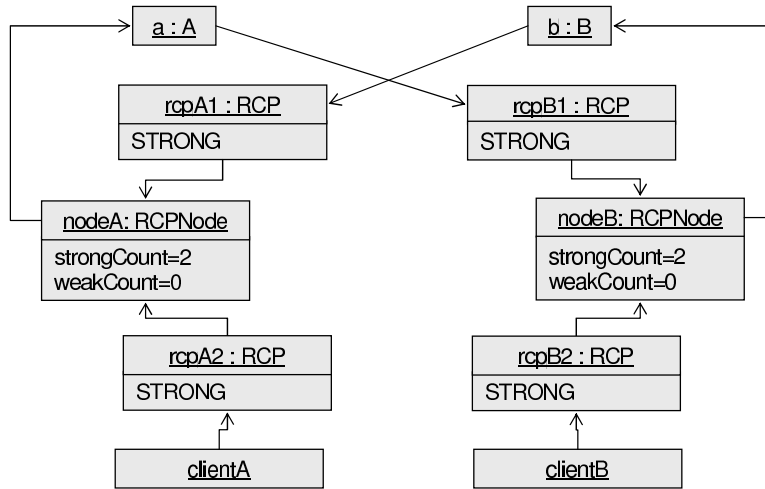 a : A
b : B
rcpA1 : RCP
STRONG
rcpB1 : RCP
STRONG
nodeA: RCPNode
strongCount=2
weakCount=0
nodeB: RCPNode
strongCount=2
weakCount=0
rcpA2 : RCP
STRONG
rcpB2 : RCP
STRONG
clientA
clientB